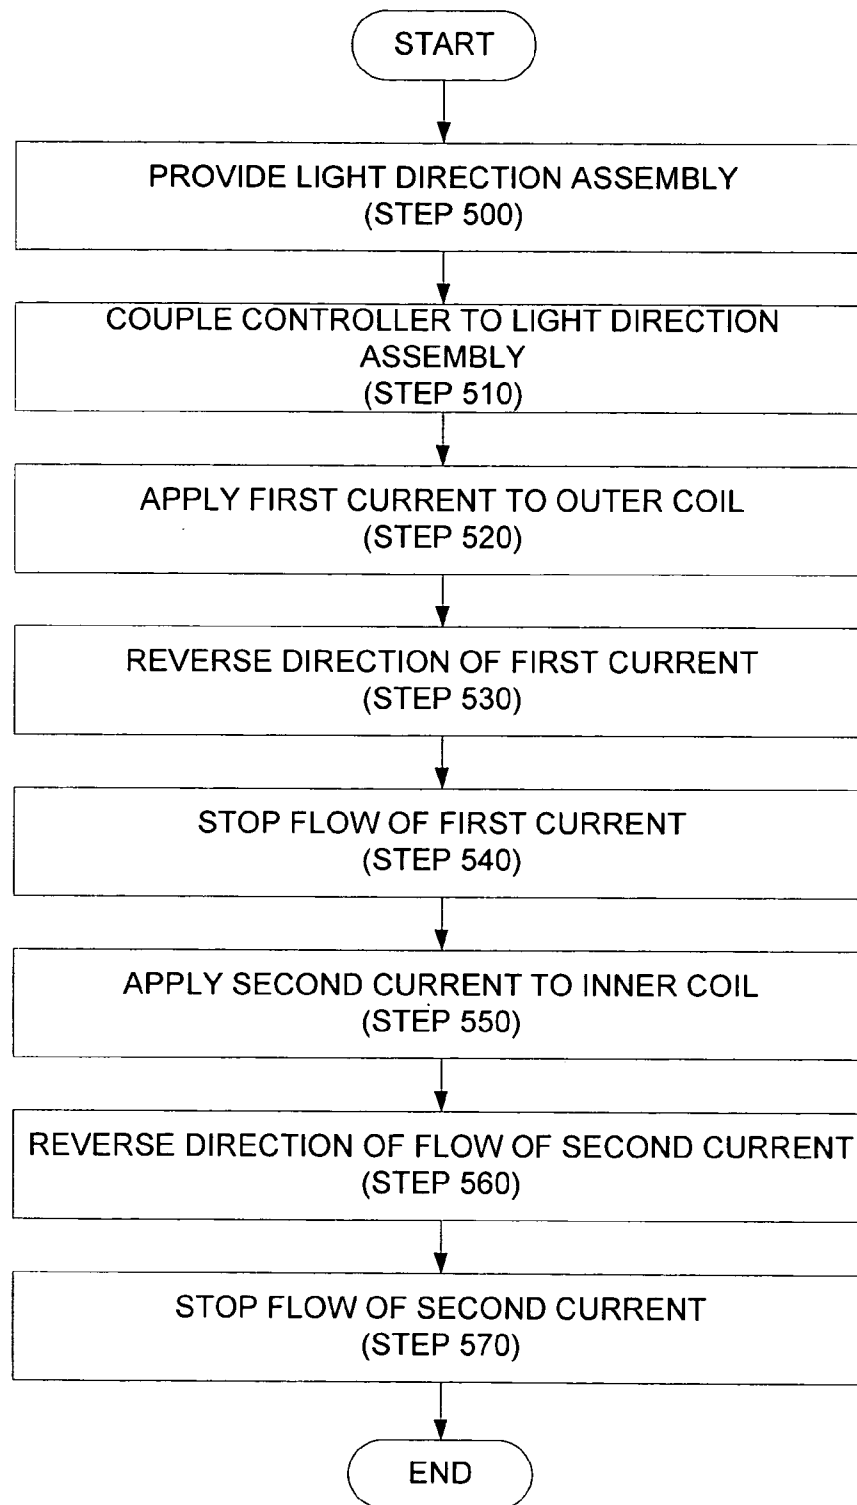 START
PROVIDE LIGHT DIRECTION ASSEMBLY
(STEP 500)
COUPLE CONTROLLER TO LIGHT DIRECTION
ASSEMBLY
(STEP 510)
APPLY FIRST CURRENT TO OUTER COIL
(STEP 520)
REVERSE DIRECTION OF FIRST CURRENT
(STEP 530)
STOP FLOW OF FIRST CURRENT
(STEP 540)
APPLY SECOND CURRENT TO INNER COIL
(STEP 550)
REVERSE DIRECTION OF FLOW OF SECOND CURRENT
(STEP 560)
STOP FLOW OF SECOND CURRENT
(STEP 570)
END